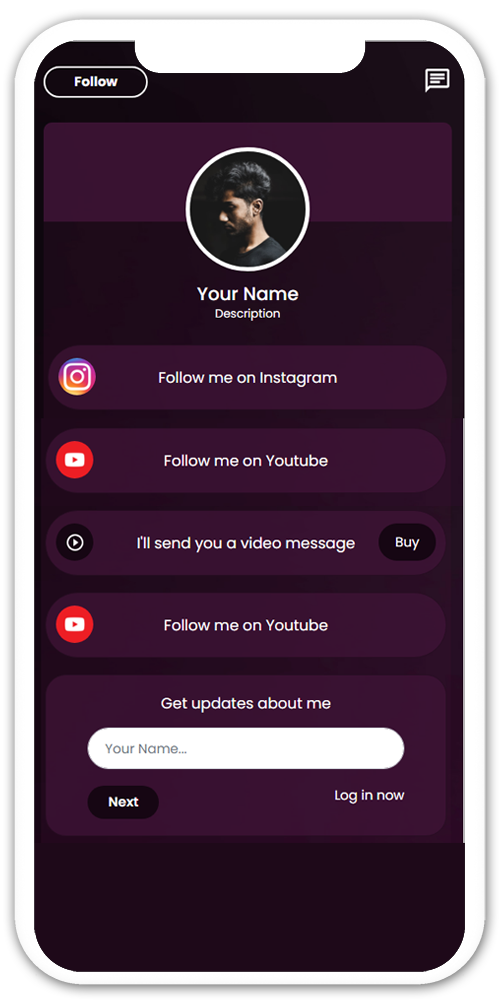 Follow
Your Name
Description
Follow me on Instagram
Follow me on Youtube
I'll send you a video message
Buy
Follow me on Youtube
Get updates about me
Your Name...
Next
Log in now